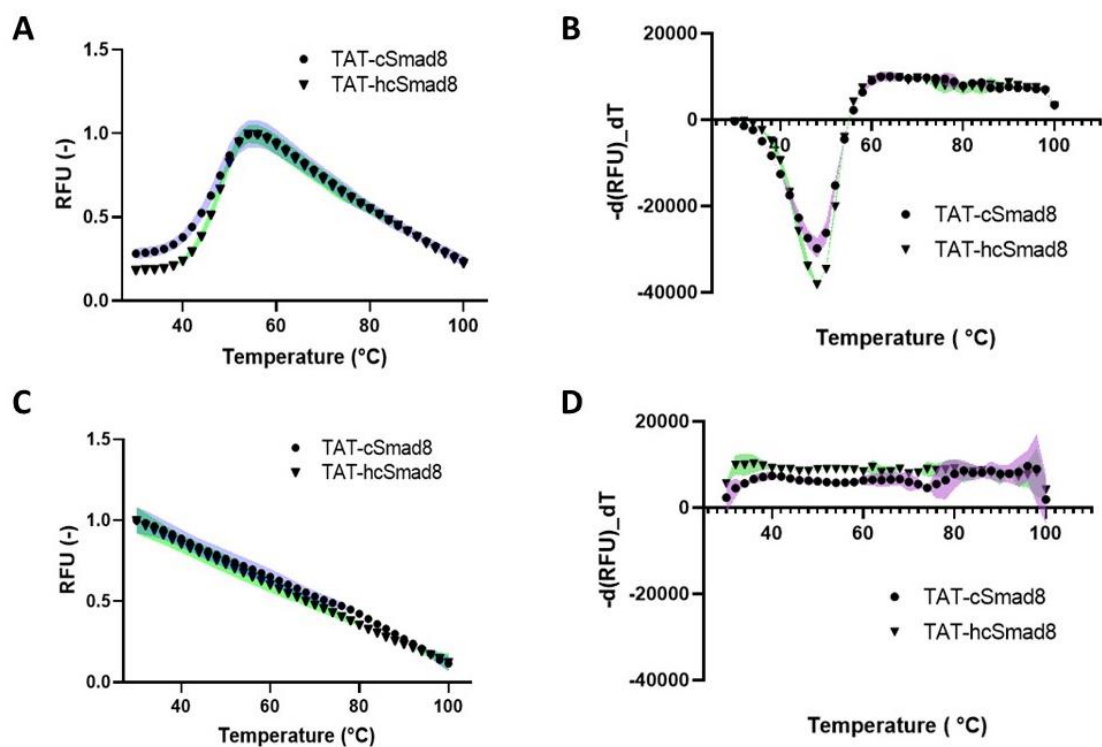 A
1.5
1.0
0.5
0.0
RFU (-)
TAT-cSmad8
TAT-hcSmad8
40 60 80 100
Temperature (°C)
B
20000
0
-20000
-40000
-d(RFU)_dT
40 60 80 100
TAT-cSmad8
TAT-hcSmad8
Temperature ( °C)
C
1.5
1.0
0.5
0.0
RFU (-)
TAT-cSmad8
TAT-hcSmad8
40 60 80 100
Temperature (°C)
D
20000
0
-20000
-40000
-d(RFU)_dT
40 60 80 100
TAT-cSmad8
TAT-hcSmad8
Temperature ( °C)